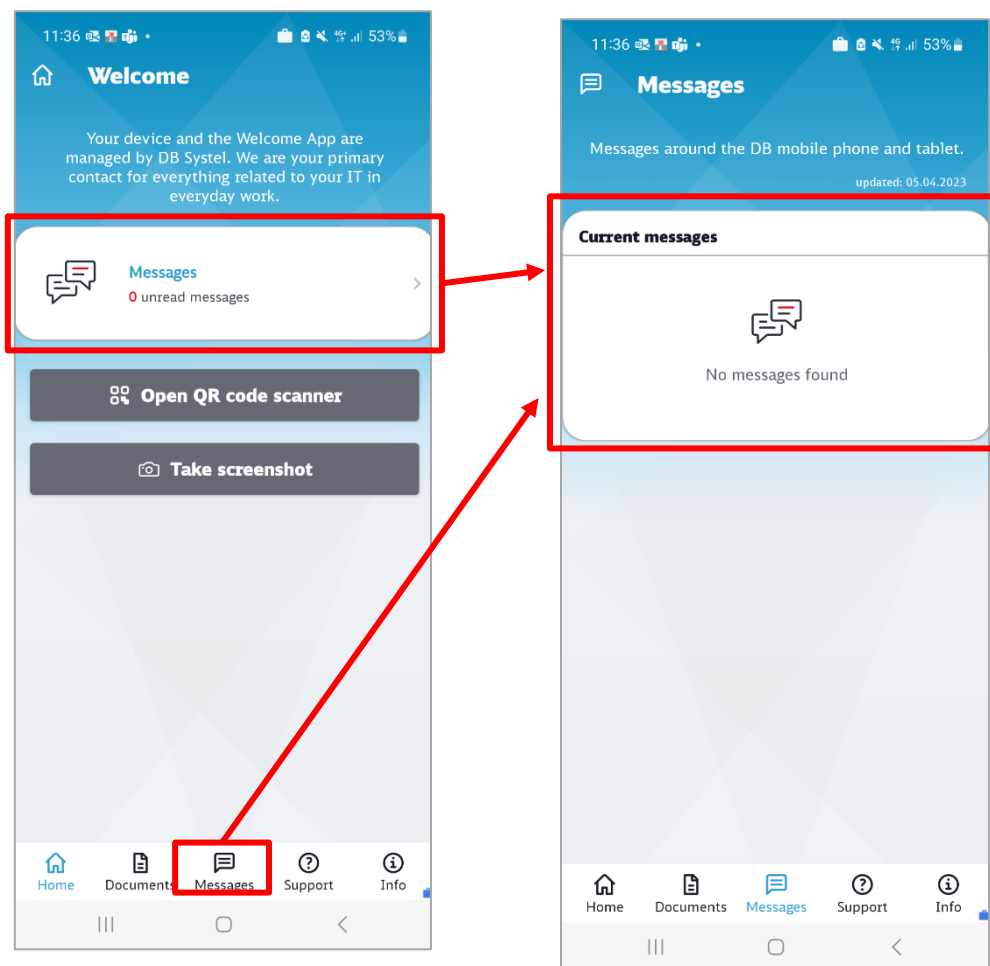 11:36
53%
Welcome
Your device and the Welcome App are
managed by DB Systel. We are your primary
contact for everything related to your IT in
everyday work.
Messages
0 unread messages
Open QR code scanner
Take screenshot
Home Documents Messages Support Info
11:36
53%
Messages
Messages around the DB mobile phone and tablet.
updated: 05.04.2023
Current messages
No messages found
Home Documents Messages Support Info